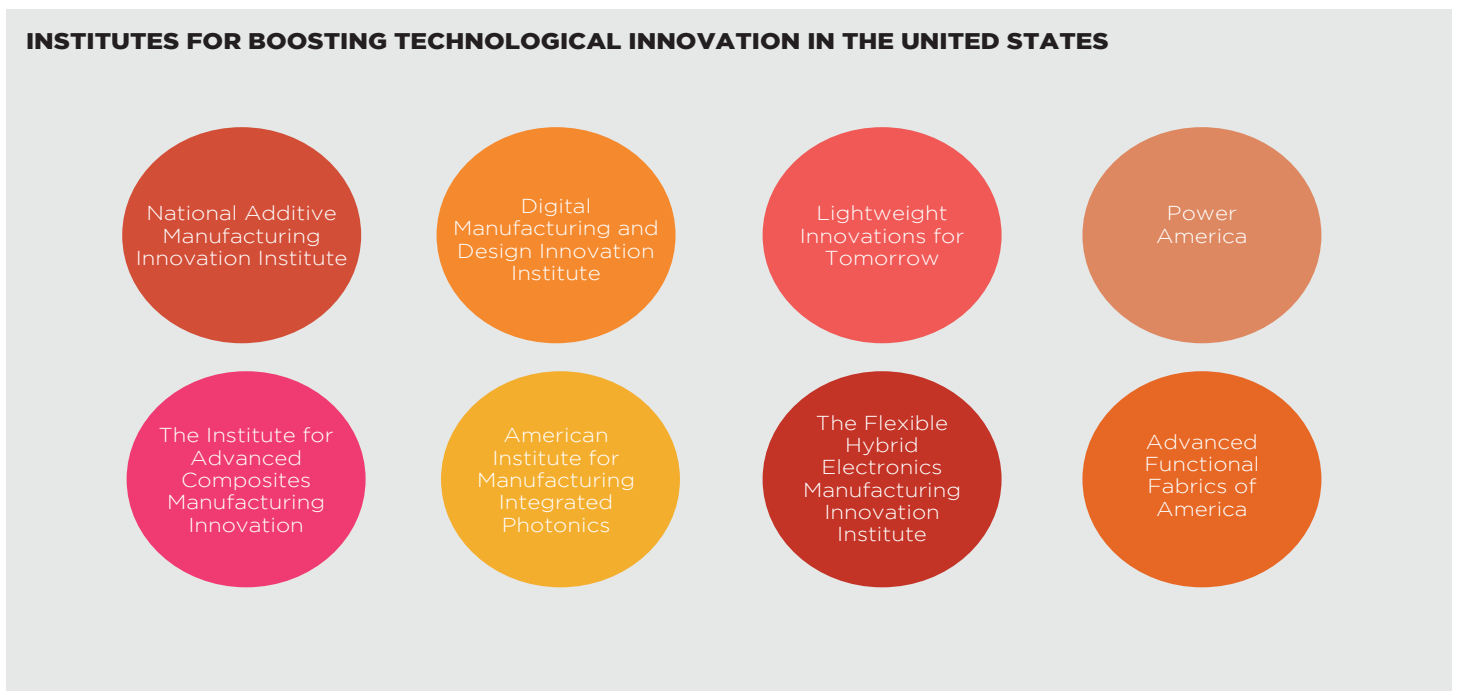 INSTITUTES FOR BOOSTING TECHNOLOGICAL INNOVATION IN THE UNITED STATES
National Additive
Manufacturing
Innovation Institute
Digital
Manufacturing and
Design Innovation
Institute
Lightweight
Innovations for
Tomorrow
Power
America
The Institute for
Advanced
Composites
Manufacturing
Innovation
American
Institute for
Manufacturing
Integrated
Photonics
The Flexible
Hybrid
Electronics
Manufacturing
Innovation
Institute
Advanced
Functional
Fabrics of
America